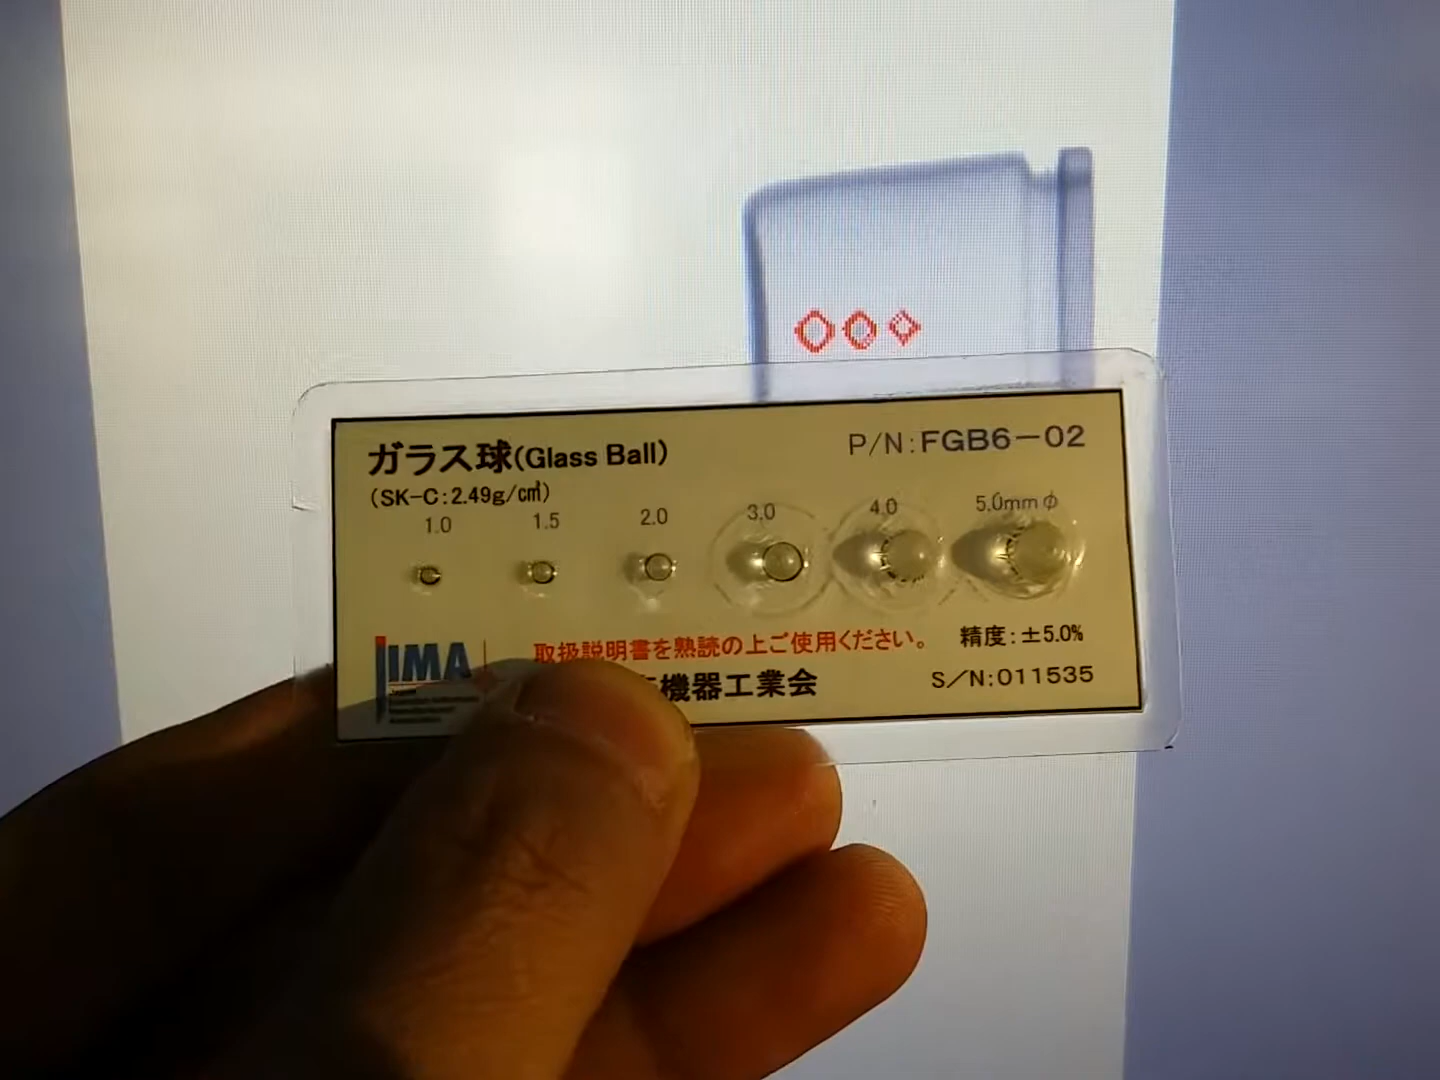 ガラス球(Glass Ball)
P/N:FGB6-02
(SK-C:2.49g/c㎥)
1.0 1.5 2.0 3.0 4.0 5.0mmφ
取扱説明書を熟読の上ご使用ください。
精度:±5.0%
JIMA
機器工業会
S/N:011535